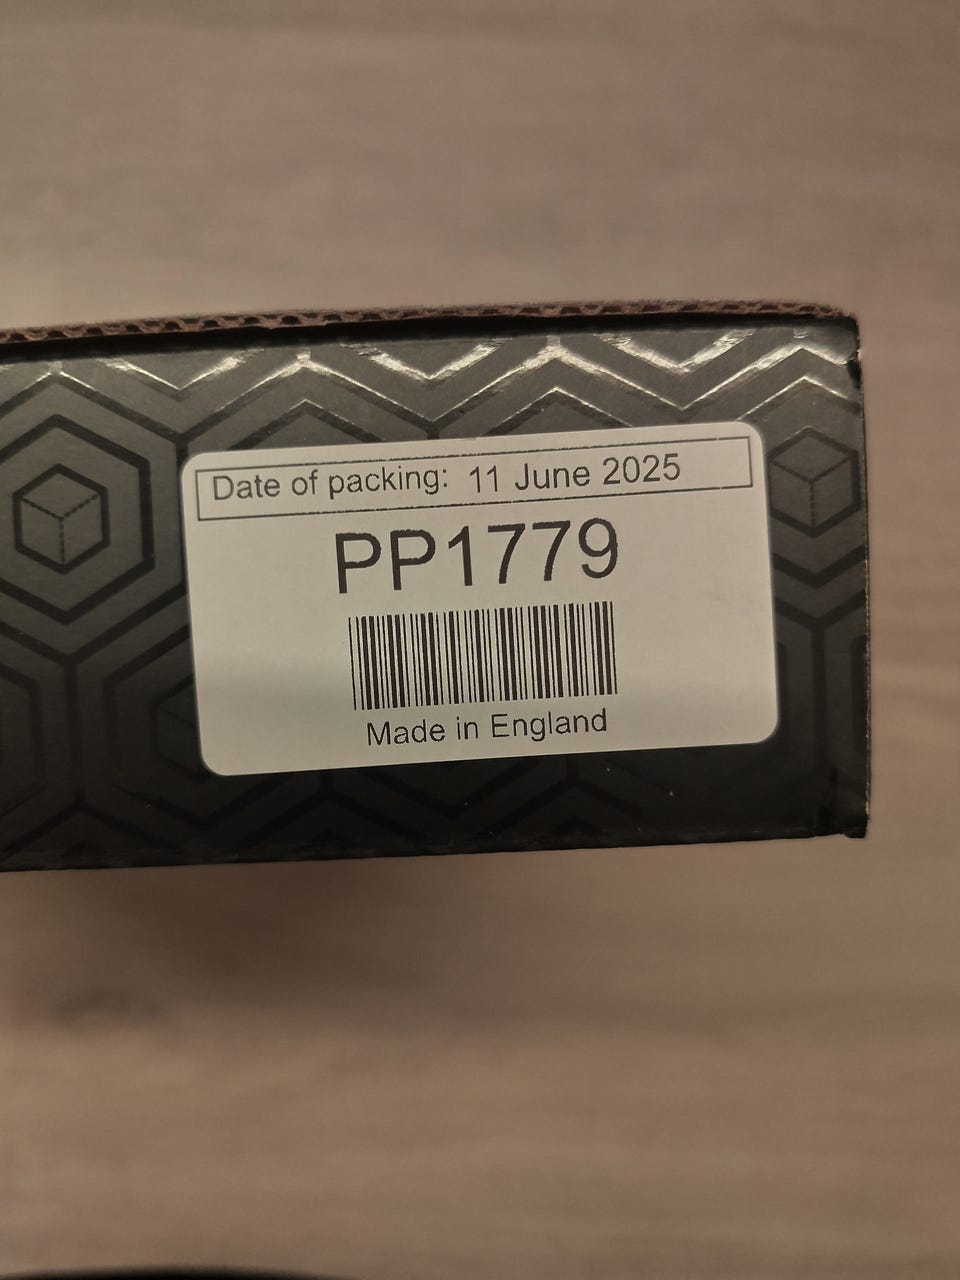 Date of packing: 11 June 2025
PP1779
Made in England